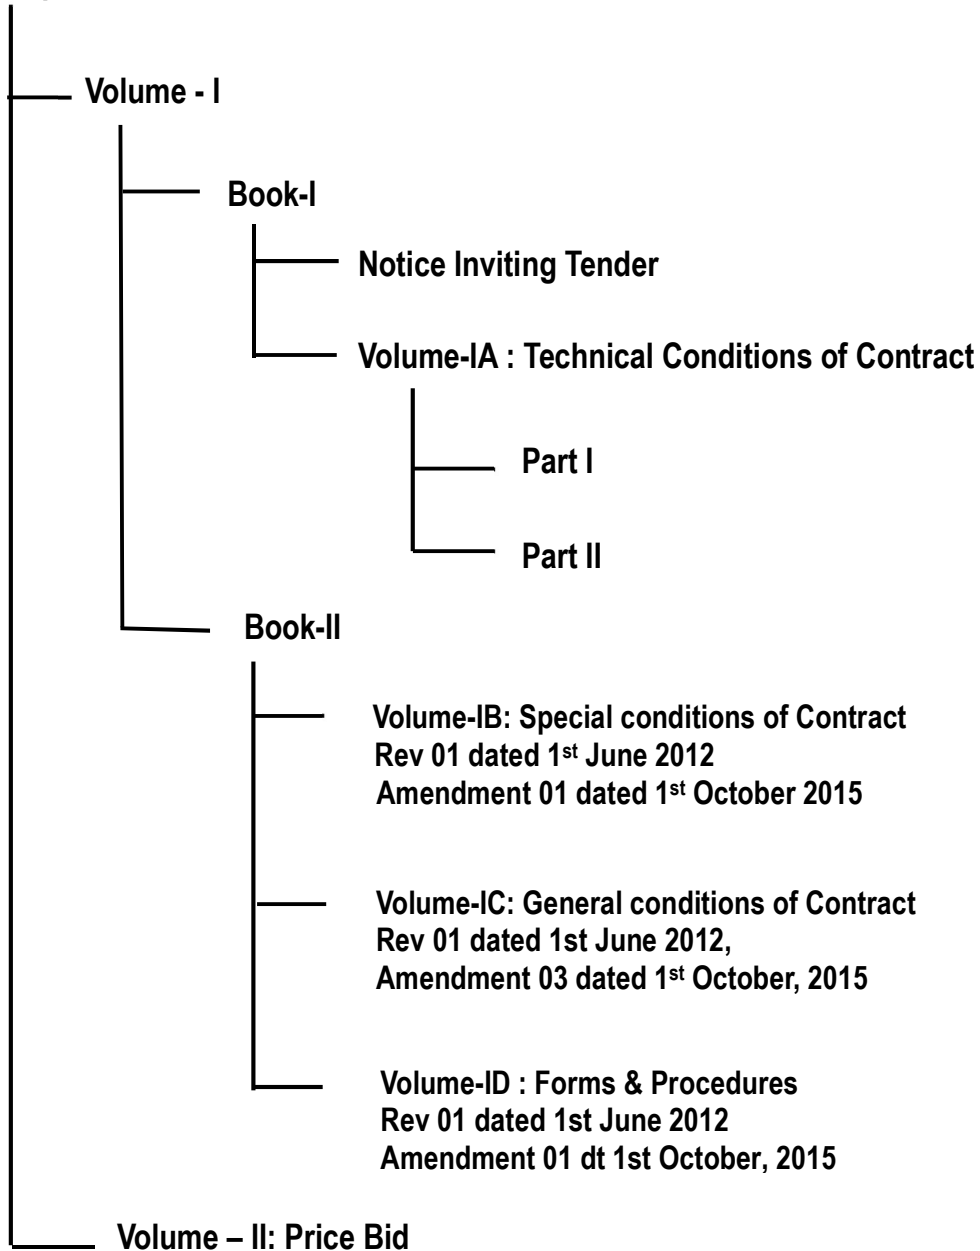 Volume - I
Book-I
Notice Inviting Tender
Volume-IA : Technical Conditions of Contract
Part I
Part II
Book-II
Volume-IB: Special conditions of Contract
Rev 01 dated 1st June 2012
Amendment 01 dated 1st October 2015
Volume-IC: General conditions of Contract
Rev 01 dated 1st June 2012,
Amendment 03 dated 1st October, 2015
Volume-ID : Forms & Procedures
Rev 01 dated 1st June 2012
Amendment 01 dt 1st October, 2015
Volume – II: Price Bid